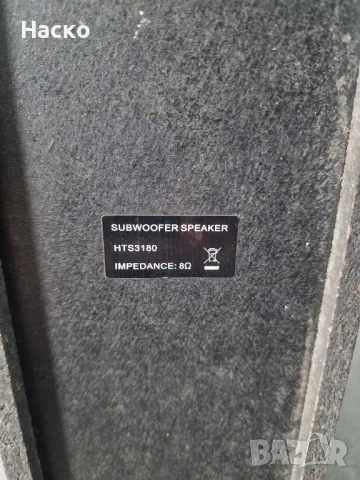 Наско
SUBWOOFER SPEAKER
HTS3180
IMPEDANCE: 8Ω
BAZAR